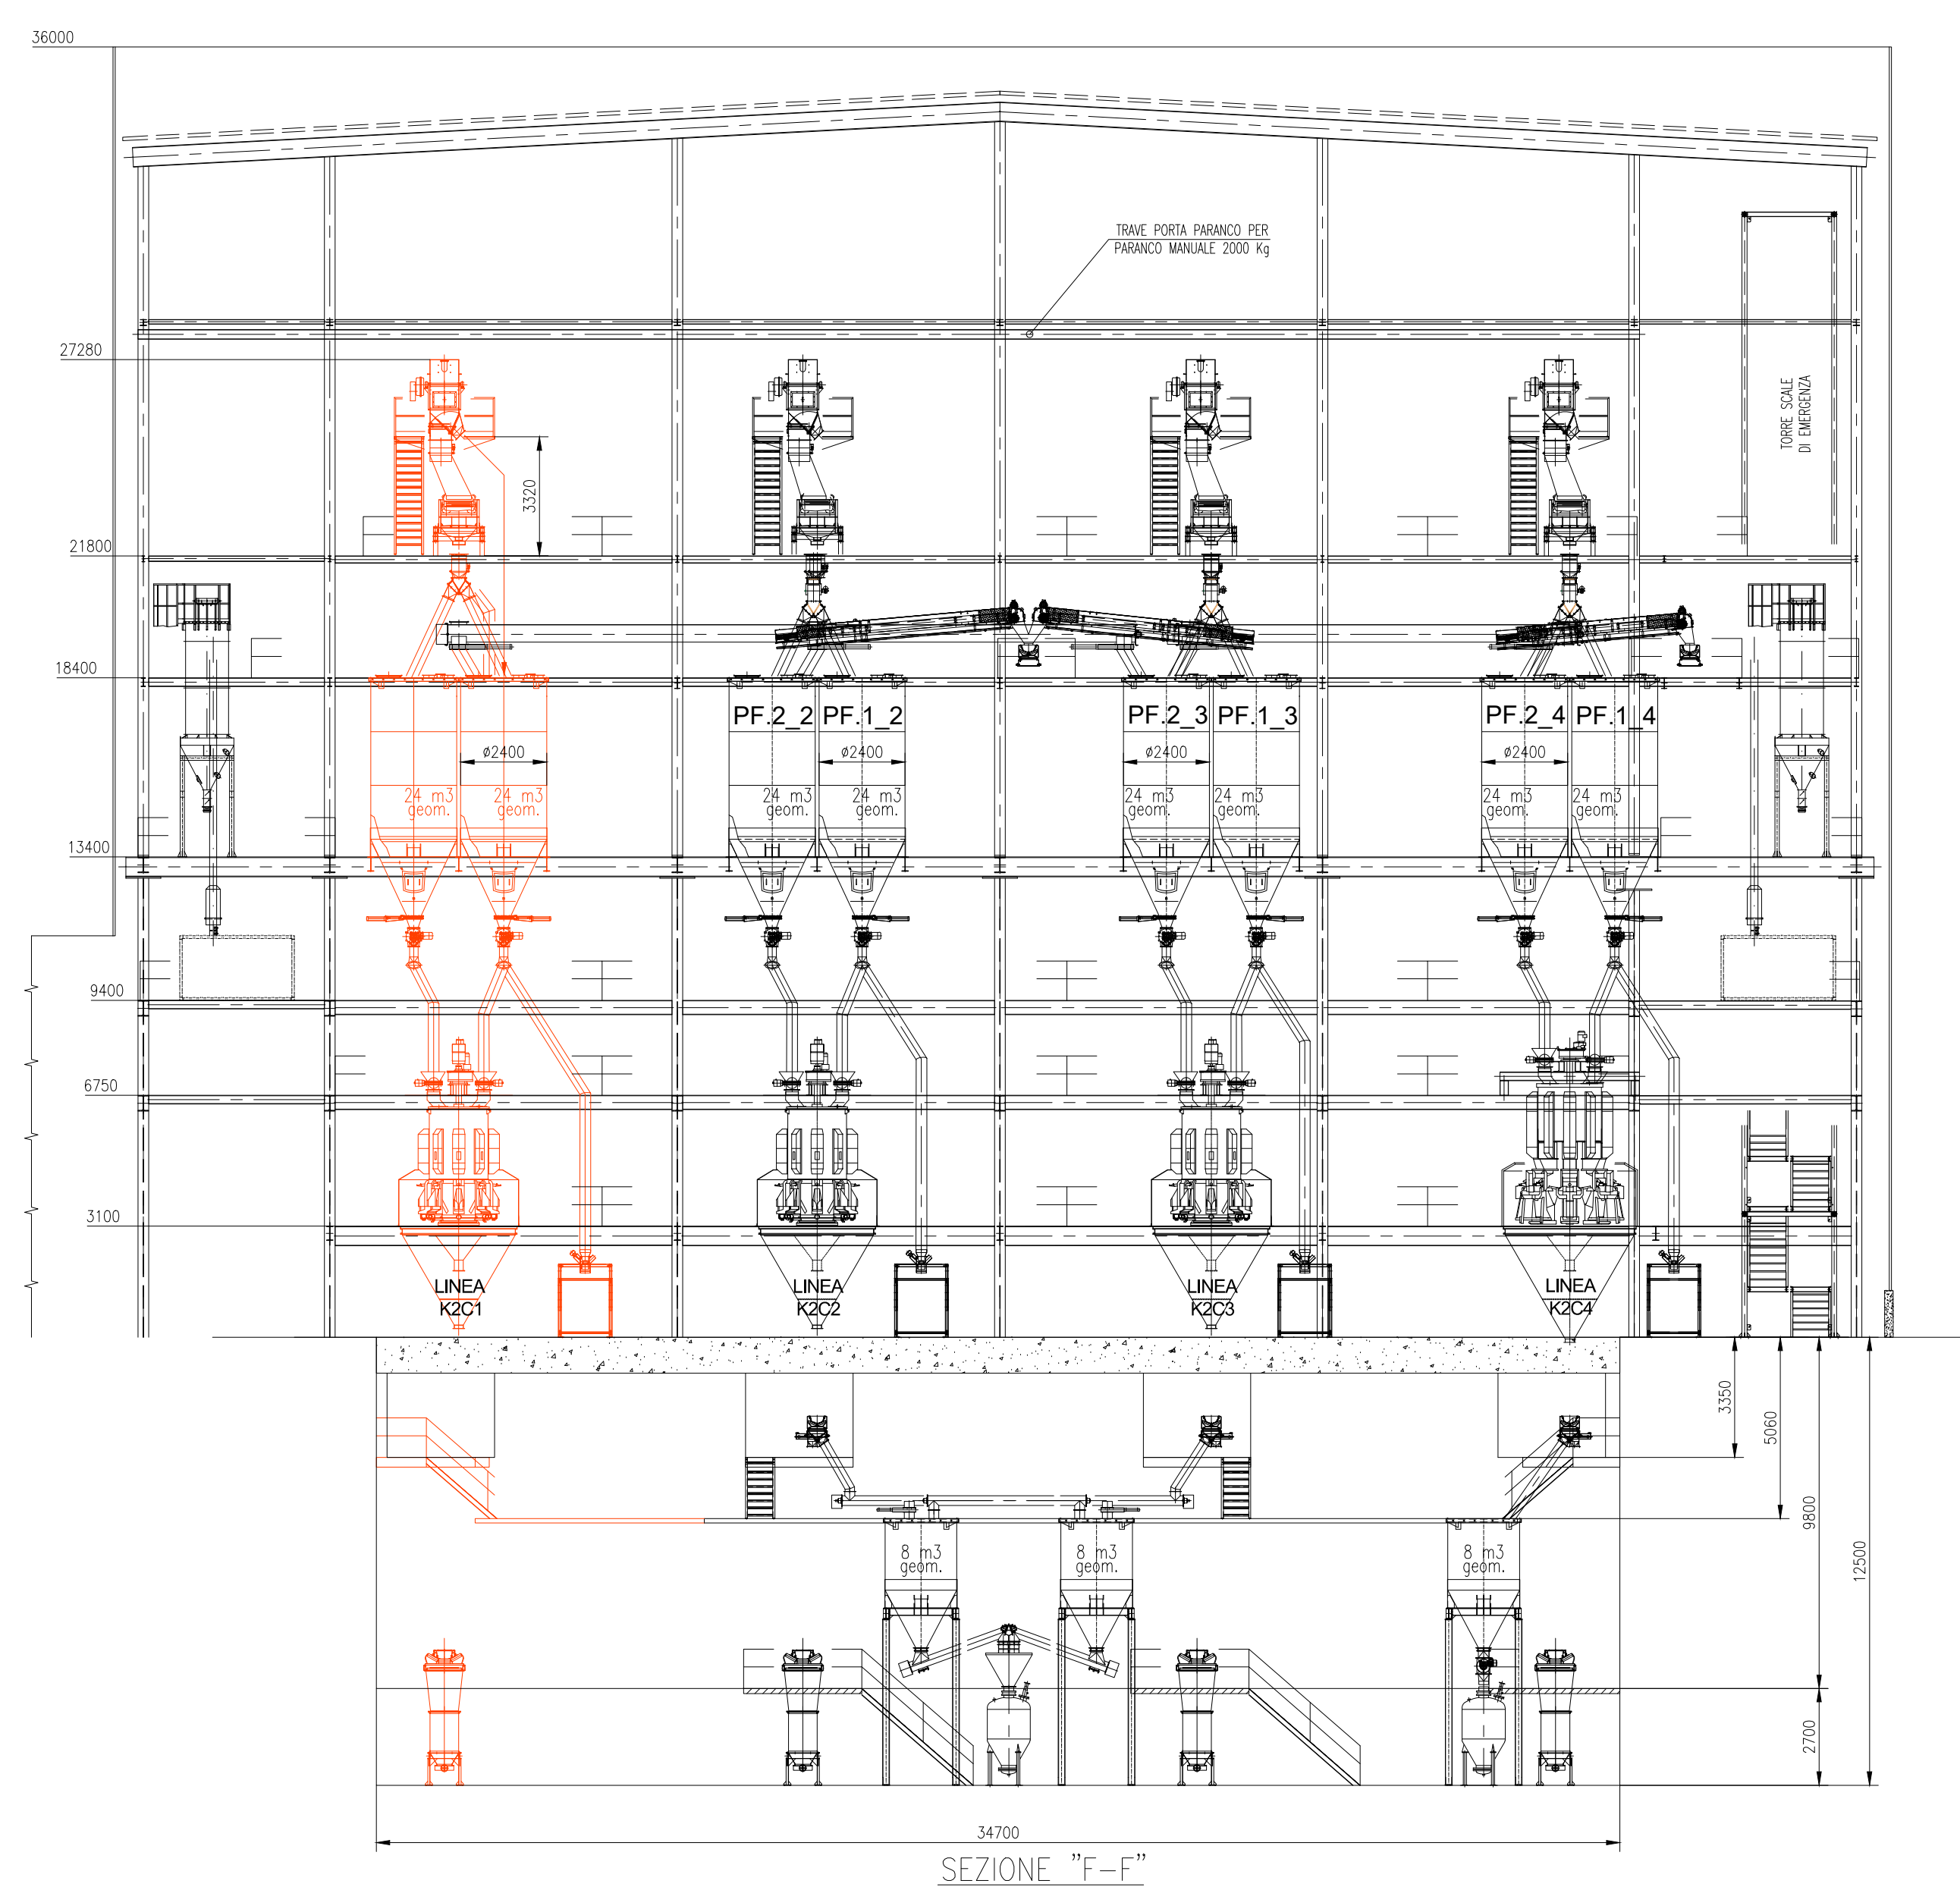 36000
TRAVE PORTA PARANCO PER
PARANCO MANUALE 2000 Kg
27280
TORRE SCALE
DI EMERGENZA
3320
21800
18400
PF.2_2
PF.1_2
PF.2_3
PF.1_3
PF.2_4
PF.1_4
ø2400
ø2400
ø2400
ø2400
24 m3
geom.
24 m3
geom.
24 m3
geom.
24 m3
geom.
24 m3
geom.
24 m3
geom.
24 m3
geom.
24 m3
geom.
13400
9400
6750
3100
LINEA
K2C1
LINEA
K2C2
LINEA
K2C3
LINEA
K2C4
3350
5060
9800
12500
8 m3
geom.
8 m3
geom.
8 m3
geom.
2700
34700
SEZIONE "F-F"